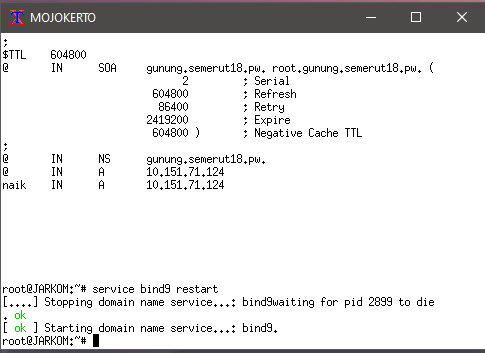 MOJOKERTO
;
$TTL 604800
@ IN SOA gunung.semerut18.pw. root.gunung.semerut18.pw. (
2 ; Serial
604800 ; Refresh
86400 ; Retry
2419200 ; Expire
604800 ) ; Negative Cache TTL
;
@ IN NS gunung.semerut18.pw.
@ IN A 10.151.71.124
naik IN A 10.151.71.124
root@JARKOM:~# service bind9 restart
[....] Stopping domain name service...: bind9waiting for pid 2899 to die
. ok
[ ok ] Starting domain name service...: bind9.
root@JARKOM:~#